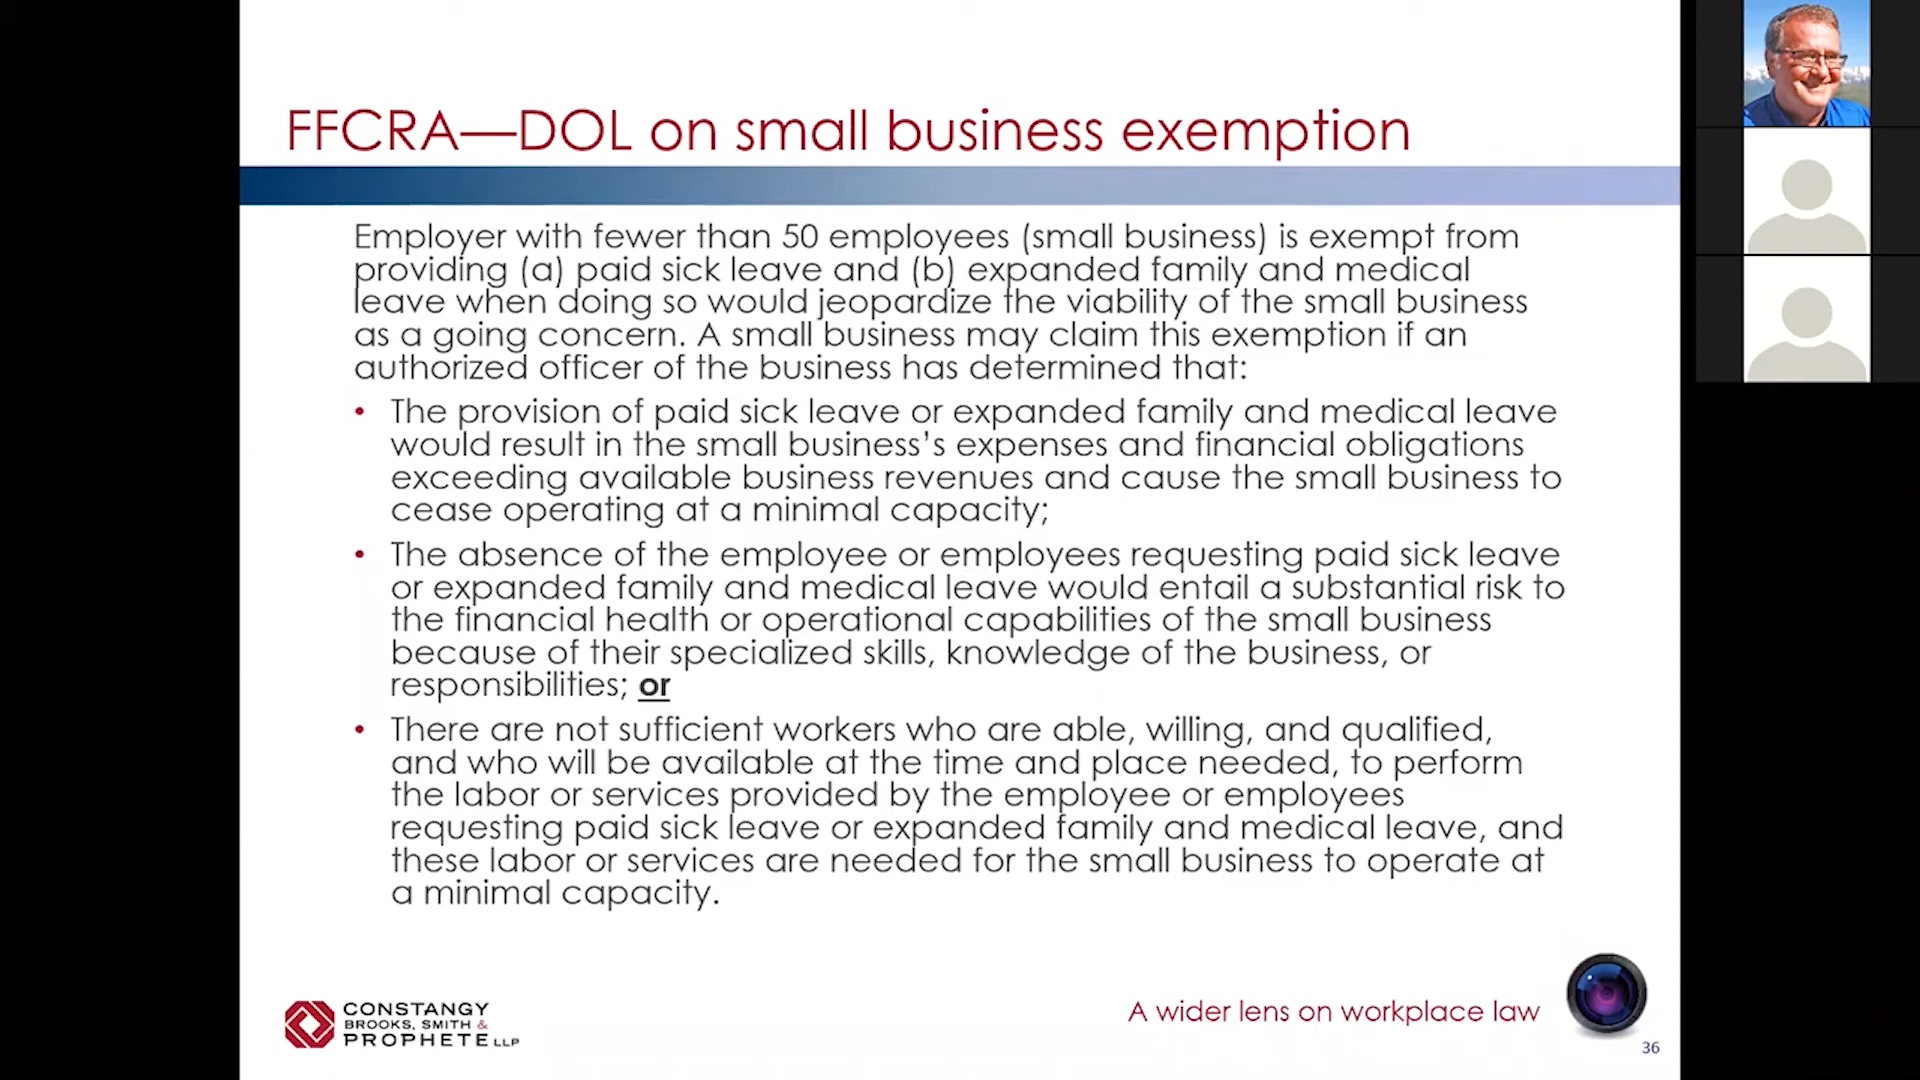 FFCRA—DOL on small business exemption
Employer with fewer than 50 employees (small business) is exempt from
providing (a) paid sick leave and (b) expanded family and medical
leave when doing so would jeopardize the viability of the small business
as a going concern. A small business may claim this exemption if an
authorized officer of the business has determined that:
• The provision of paid sick leave or expanded family and medical leave
would result in the small business’s expenses and financial obligations
exceeding available business revenues and cause the small business to
cease operating at a minimal capacity;
• The absence of the employee or employees requesting paid sick leave
or expanded family and medical leave would entail a substantial risk to
the financial health or operational capabilities of the small business
because of their specialized skills, knowledge of the business, or
responsibilities; or
• There are not sufficient workers who are able, willing, and qualified,
and who will be available at the time and place needed, to perform
the labor or services provided by the employee or employees
requesting paid sick leave or expanded family and medical leave, and
these labor or services are needed for the small business to operate at
a minimal capacity.
CONSTANGY
BROOKS, SMITH &
PROPHETE LLP
A wider lens on workplace law
36